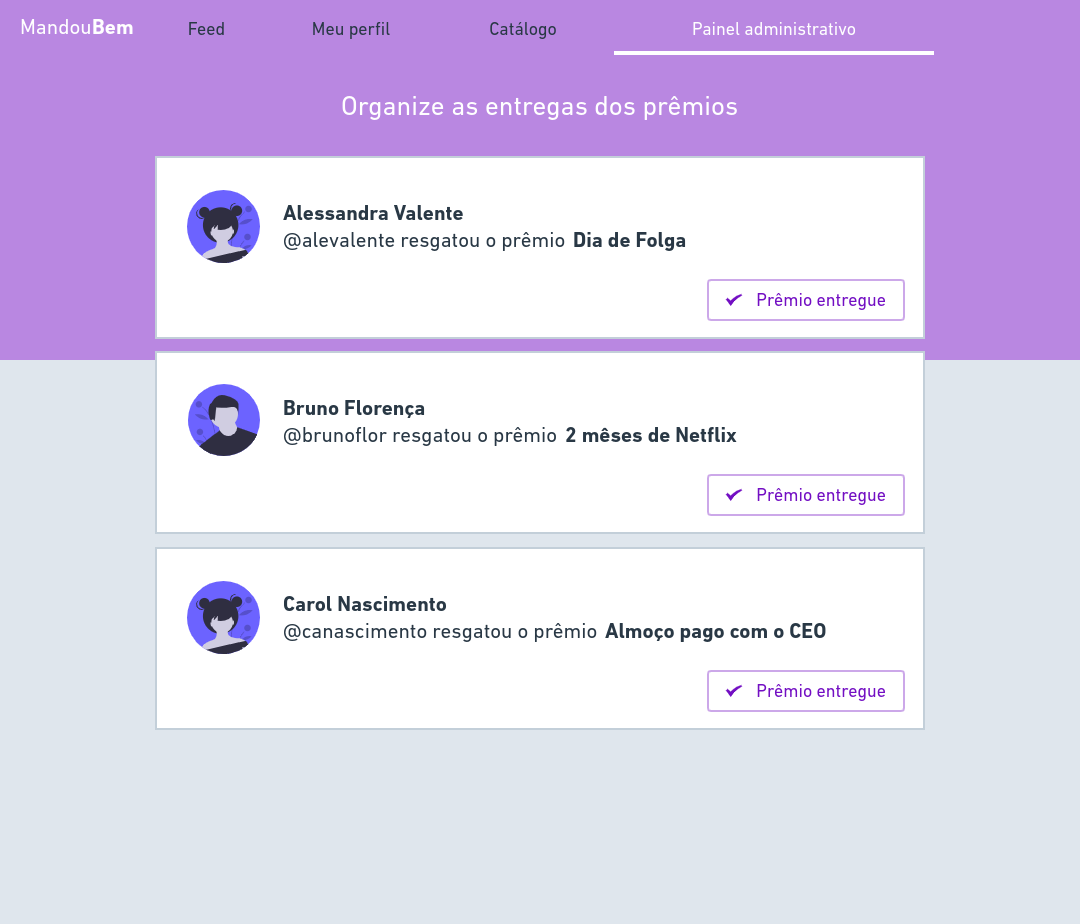 MandouBem Feed Meu perfil Catálogo Painel administrativo
Organize as entregas dos prêmios
Alessandra Valente
@alevalente resgatou o prêmio Dia de Folga
Prêmio entregue
Bruno Florença
@brunoflor resgatou o prêmio 2 mêses de Netflix
Prêmio entregue
Carol Nascimento
@canascimento resgatou o prêmio Almoço pago com o CEO
Prêmio entregue